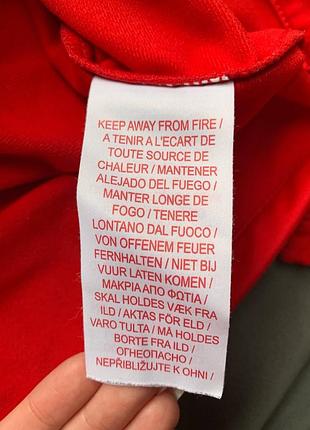 KEEP AWAY FROM FIRE /
A TENIR A L'ECART DE
TOUTE SOURCE DE
CHALEUR / MANTENER
ALEJADO DEL FUEGO /
MANTER LONGE DE
FOGO / TENERE
LONTANO DAL FUOCO /
VON OFFENEM FEUER
FERNHALTEN / NIET BIJ
VUUR LATEN KOMEN /
ΜΑΚΡΙΑ ΑΠΟ ΦΩΤΙΑ /
SKAL HOLDES VÆK FRA
ILD / AKTAS FÖR ELD /
VARO TULTA / MÅ HOLDES
BORTE FRA ILD /
ОГНЕОПАСНО /
NEPŘIBLIŽUJTE K OHNI /